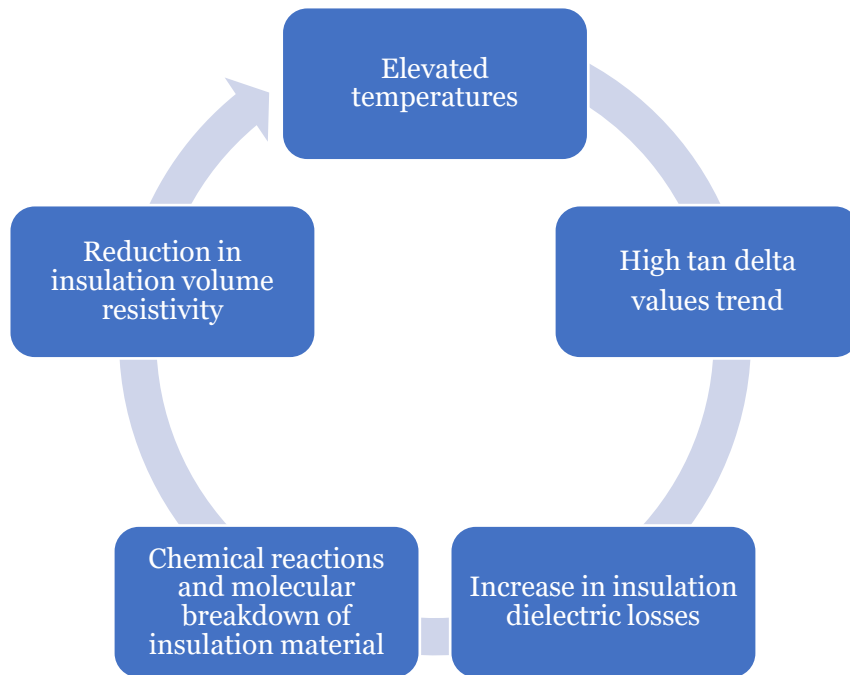 Elevated
temperatures
High tan delta
values trend
Increase in insulation
dielectric losses
Chemical reactions
and molecular
breakdown of
insulation material
Reduction in
insulation volume
resistivity